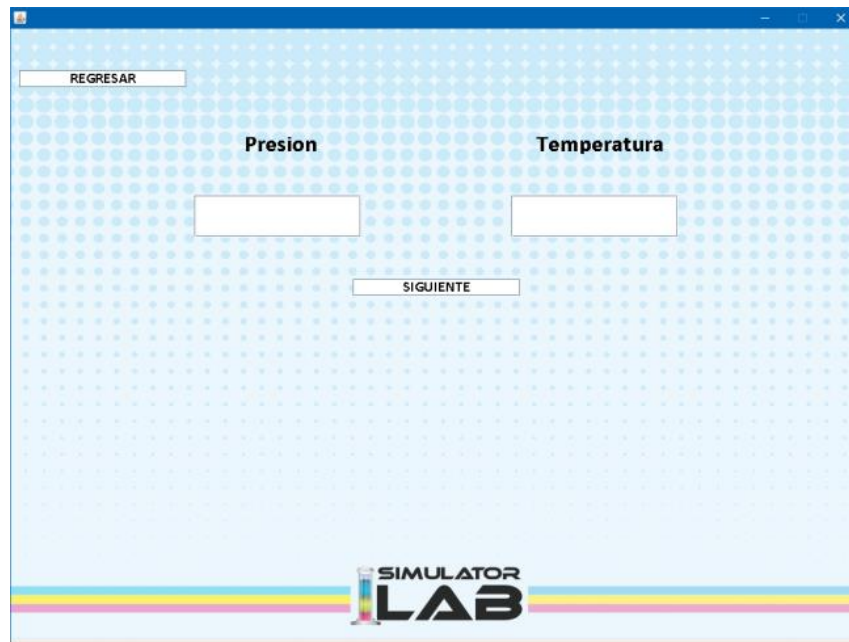 REGRESAR
Presion
Temperatura
SIGUIENTE
SIMULATOR
LAB